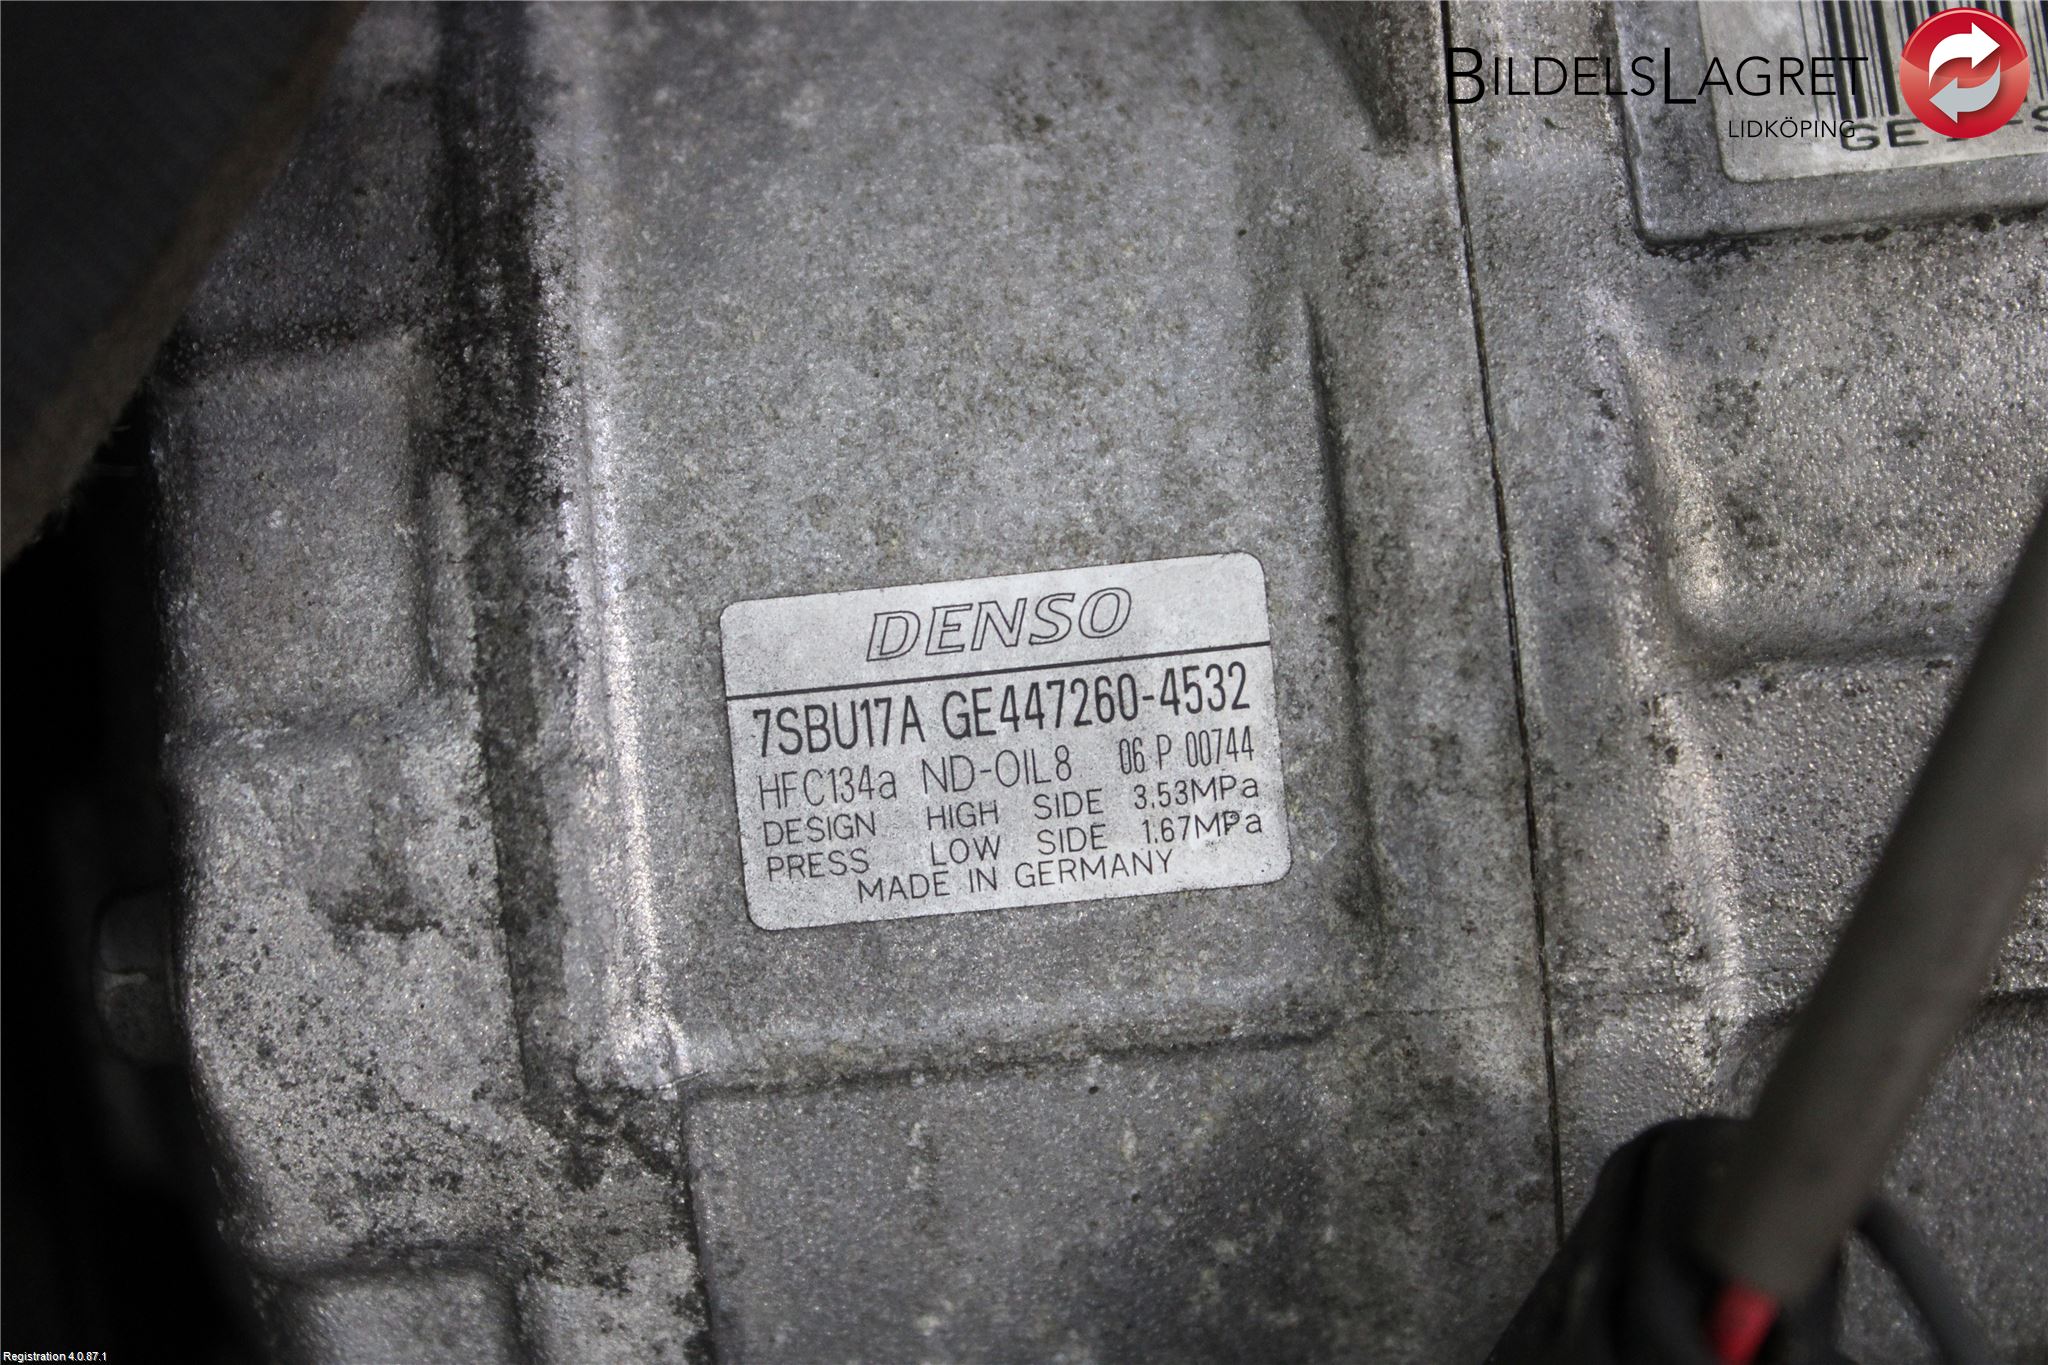 BILDELSLAGRET
LIDKÖPING
GE
DENSO
7SBU17A GE447260-4532
HFC134a ND-OIL8 06 P 00744
DESIGN HIGH SIDE 3.53MPa
PRESS LOW SIDE 1.67MPa
MADE IN GERMANY
Registration 4.0.87.1